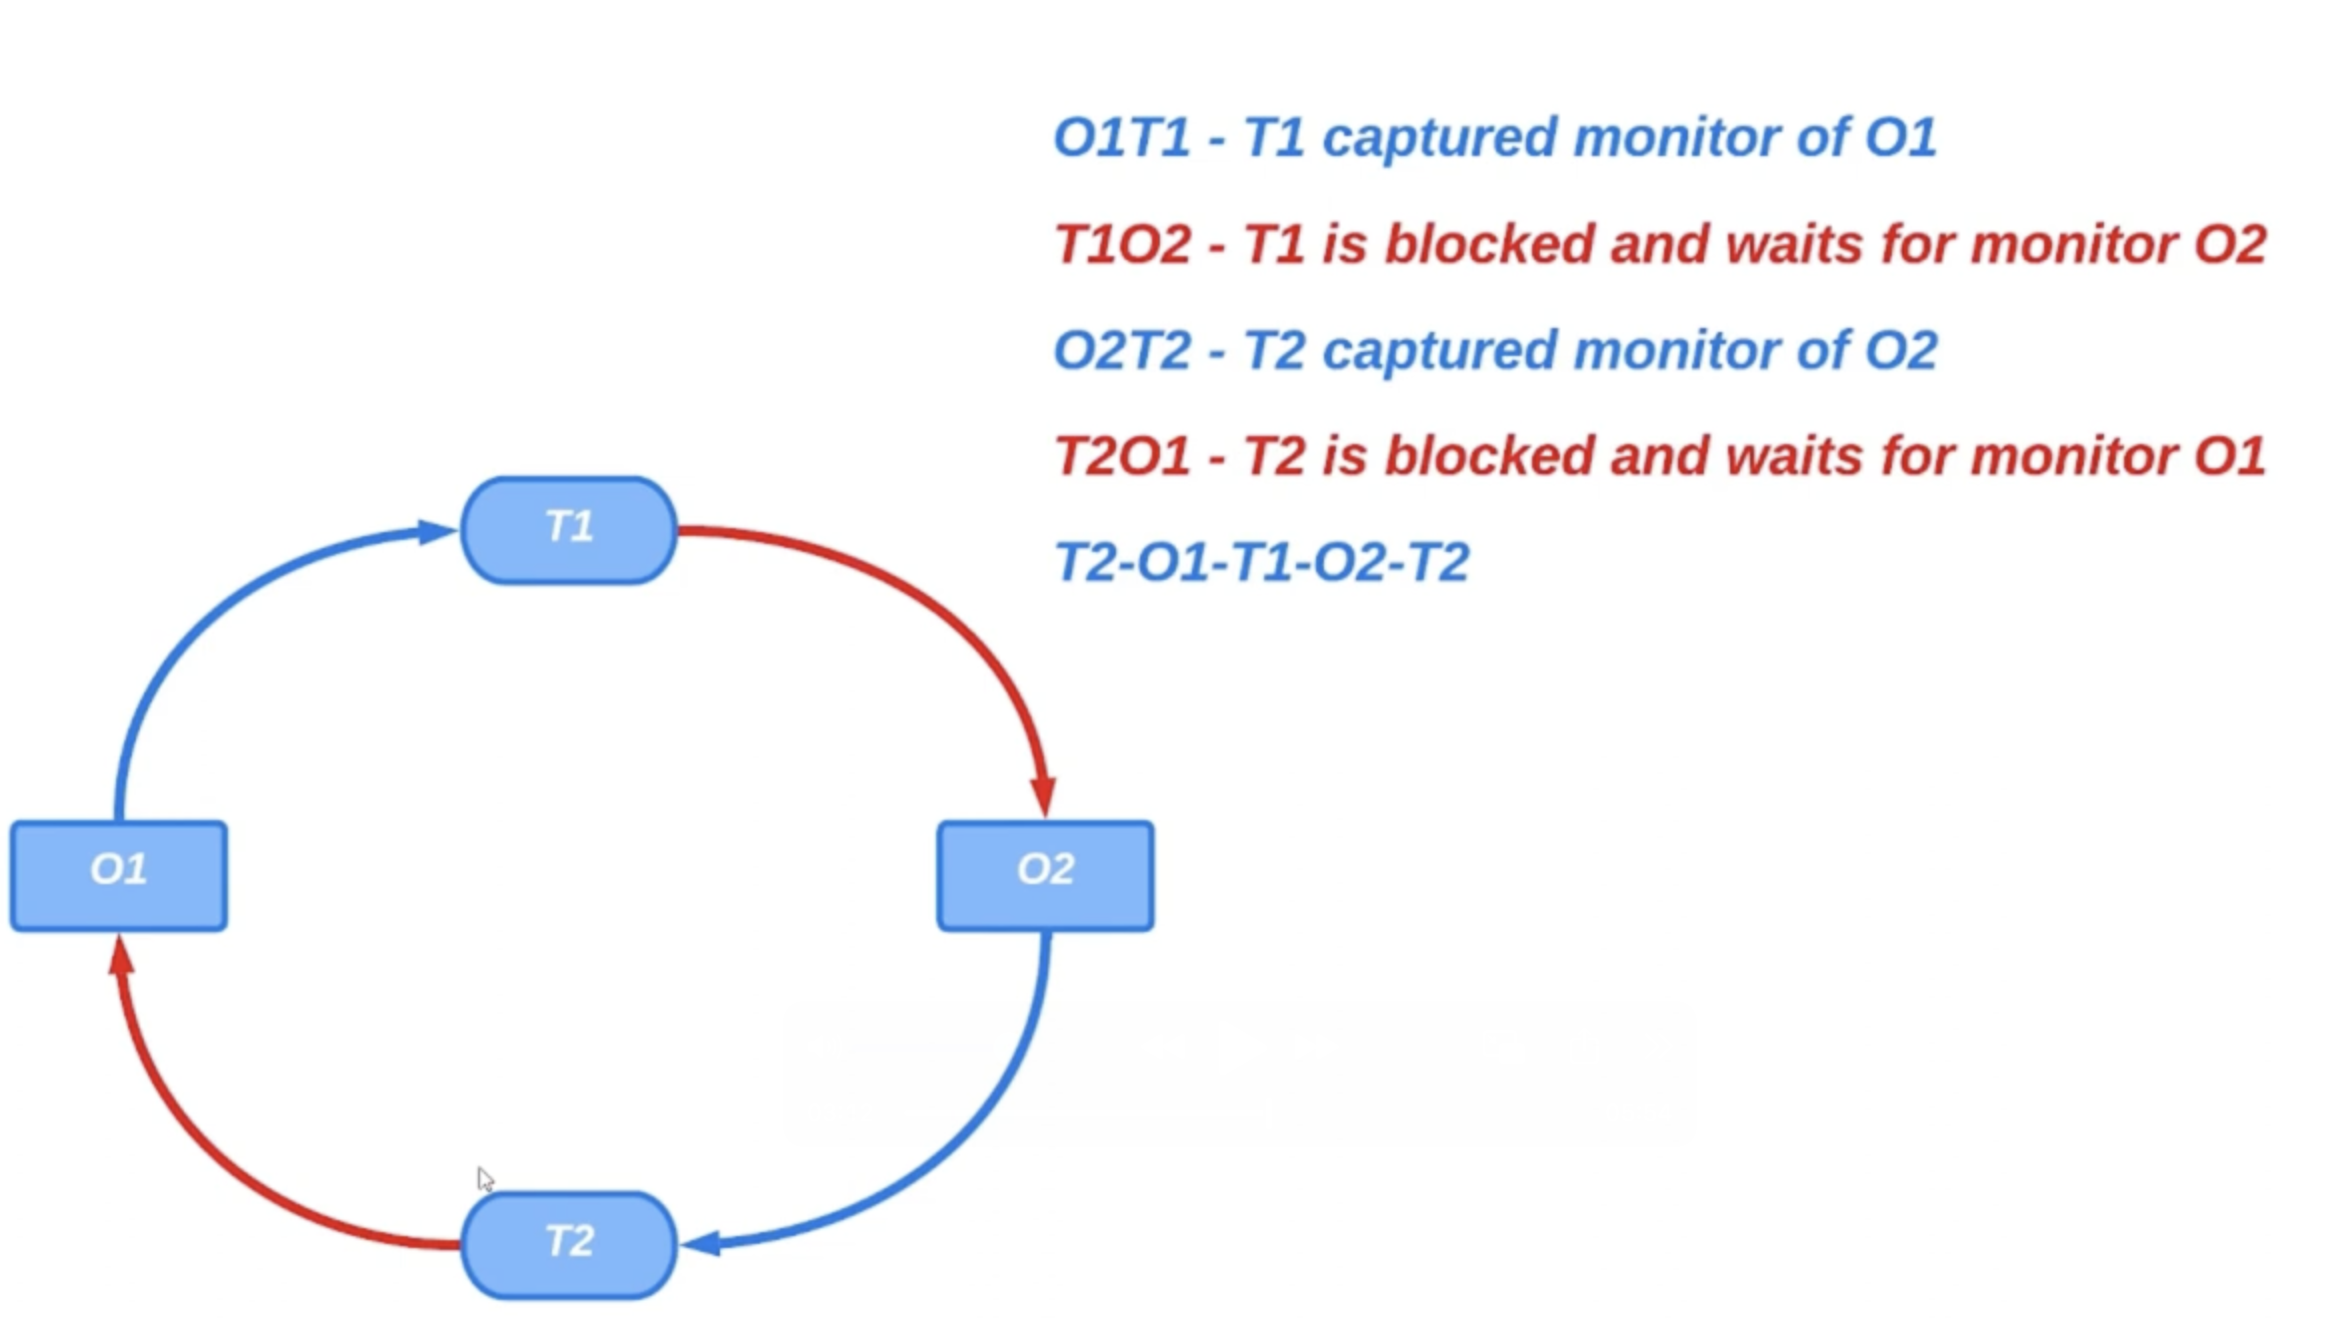 O1T1 - T1 captured monitor of O1
T1O2 - T1 is blocked and waits for monitor O2
O2T2 - T2 captured monitor of O2
T2O1 - T2 is blocked and waits for monitor O1
T2-O1-T1-O2-T2
T1
O1
O2
T2